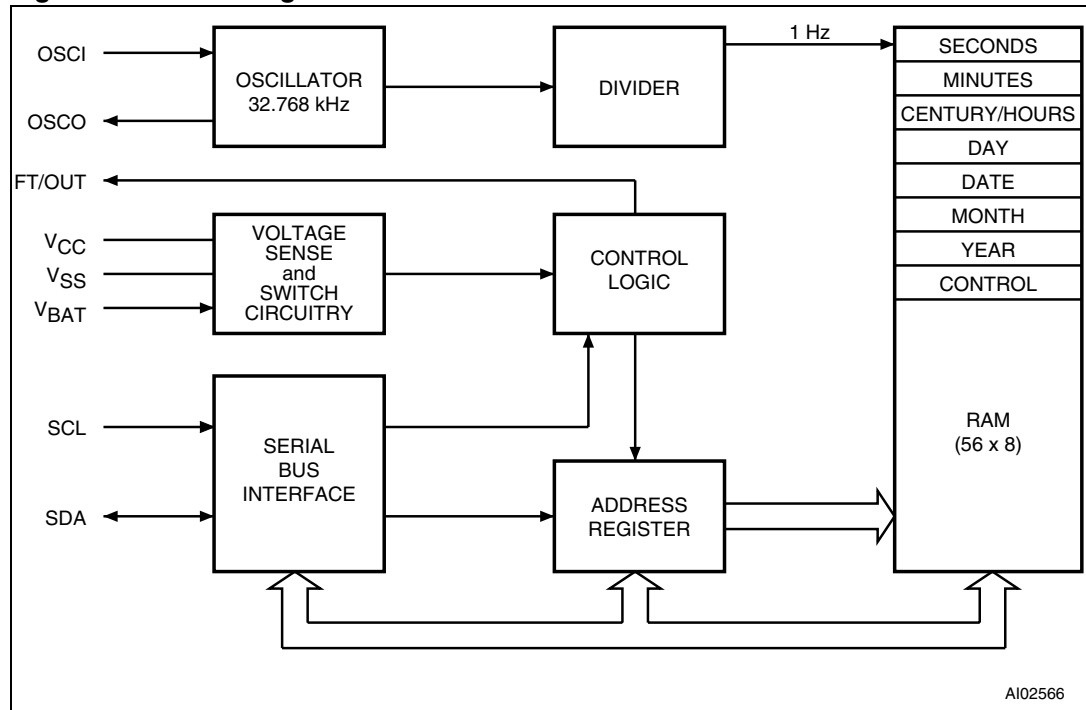 OSCI
OSCO
FT/OUT
VCC
VSS
VBAT
SCL
SDA
OSCILLATOR
32.768 kHz
DIVIDER
1 Hz
VOLTAGE
SENSE
and
SWITCH
CIRCUITRY
CONTROL
LOGIC
SERIAL
BUS
INTERFACE
ADDRESS
REGISTER
SECONDS
MINUTES
CENTURY/HOURS
DAY
DATE
MONTH
YEAR
CONTROL
RAM
(56 x 8)
AI02566